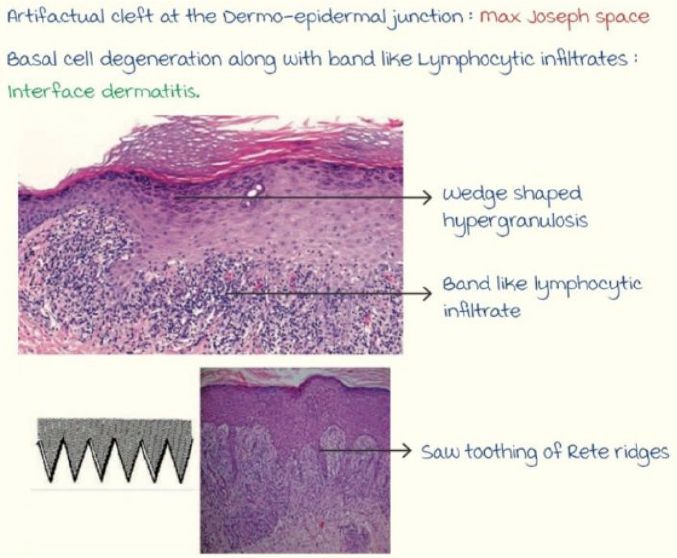 Artifactual cleft at the Dermo-epidermal junction : max Joseph space
Basal cell degeneration along with band like Lymphocytic infiltrates :
Interface dermatitis.
wedge shaped
hypergranulosis
Band like lymphocytic
infiltrate
Saw toothing of Rete ridges